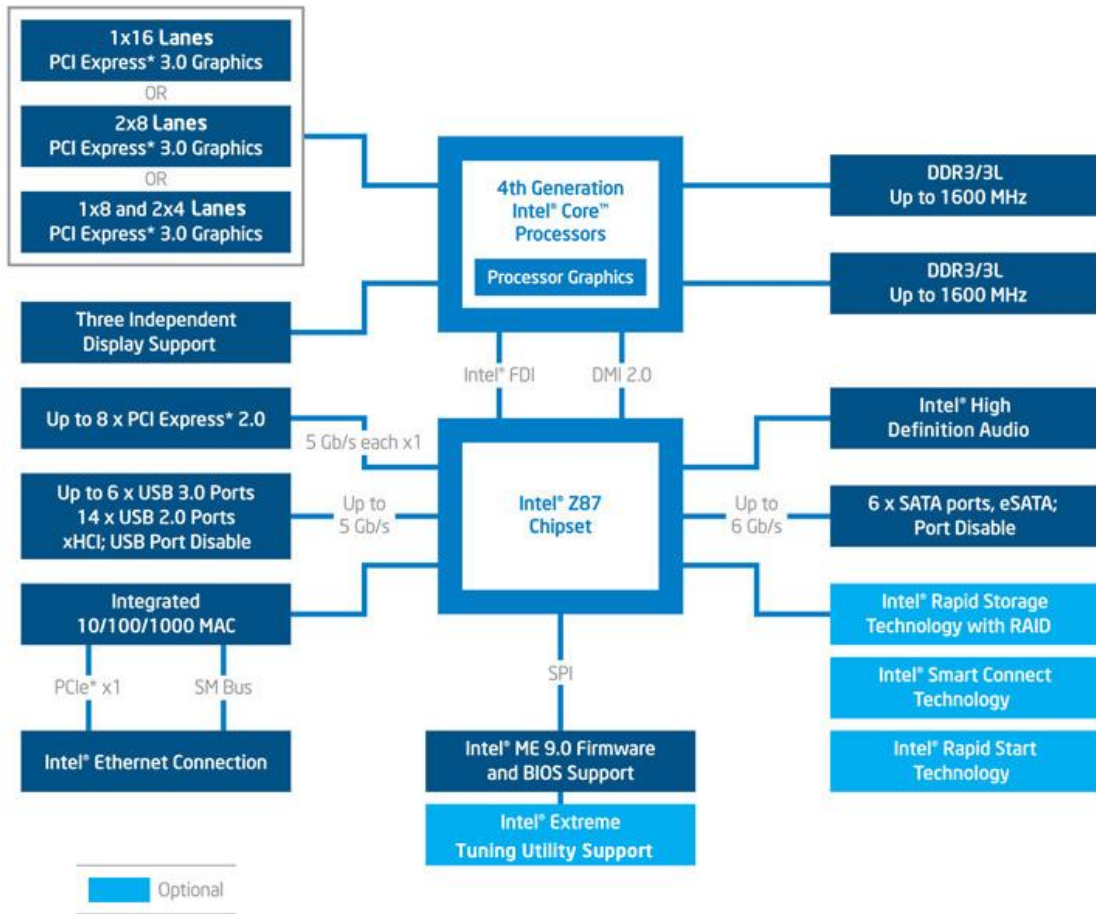 1x16 Lanes
PCI Express* 3.0 Graphics
OR
2x8 Lanes
PCI Express* 3.0 Graphics
OR
1x8 and 2x4 Lanes
PCI Express* 3.0 Graphics
4th Generation
Intel® Core™
Processors
Processor Graphics
DDR3/3L
Up to 1600 MHz
DDR3/3L
Up to 1600 MHz
Three Independent
Display Support
Intel® FDI
DMI 2.0
Up to 8 x PCI Express* 2.0
5 Gb/s each x1
Intel® High
Definition Audio
Up to 6 x USB 3.0 Ports
14 x USB 2.0 Ports
xHCI; USB Port Disable
Up to
5 Gb/s
Intel® Z87
Chipset
Up to
6 Gb/s
6 x SATA ports, eSATA;
Port Disable
Integrated
10/100/1000 MAC
Intel® Rapid Storage
Technology with RAID
PCIe* x1
SM Bus
SPI
Intel® Smart Connect
Technology
Intel® Ethernet Connection
Intel® ME 9.0 Firmware
and BIOS Support
Intel® Rapid Start
Technology
Intel® Extreme
Tuning Utility Support
Optional